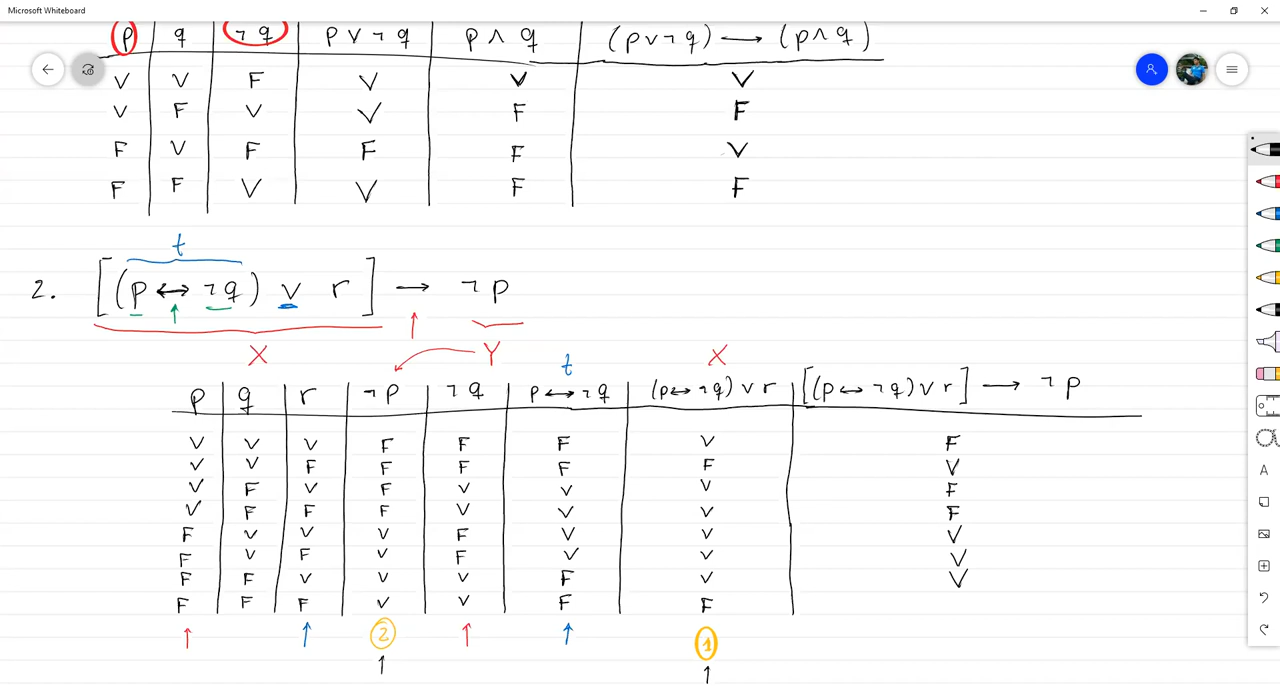 Microsoft Whiteboard
p q ¬q p ∨ ¬q p ∧ q (p ∨ ¬q) ⟶ (p ∧ q)
V V F V V V
V F V V F F
F V F F F V
F F V V F F
t
2. [(p ↔ ¬q) ∨ r] ⟶ ¬p
X Y t X
p q r ¬p ¬q p ↔ ¬q (p ↔ ¬q) ∨ r [(p ↔ ¬q) ∨ r] ⟶ ¬p
V V V F F F V F
V V F F F F F V
V F V F V V V F
V F F F V V V F
F V V V F V V V
F V F V F V V V
F F V V V F V V
F F F V V F F
↑ ↑ 2 ↑ ↑ 1
↑ ↑
A